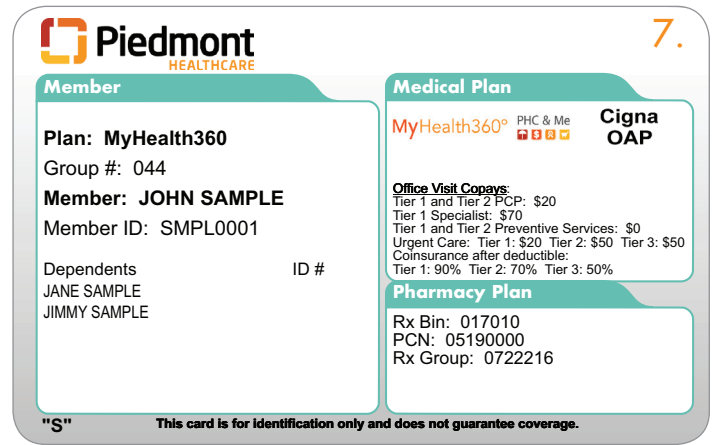 Piedmont
HEALTHCARE
7.
Member
Plan: MyHealth360
Group #: 044
Member: JOHN SAMPLE
Member ID: SMPL0001
Dependents ID #
JANE SAMPLE
JIMMY SAMPLE
Medical Plan
MyHealth360° PHC & Me
Cigna
OAP
Office Visit Copays:
Tier 1 and Tier 2 PCP: $20
Tier 1 Specialist: $70
Tier 1 and Tier 2 Preventive Services: $0
Urgent Care: Tier 1: $20 Tier 2: $50 Tier 3: $50
Coinsurance after deductible:
Tier 1: 90% Tier 2: 70% Tier 3: 50%
Pharmacy Plan
Rx Bin: 017010
PCN: 05190000
Rx Group: 0722216
"S" This card is for identification only and does not guarantee coverage.